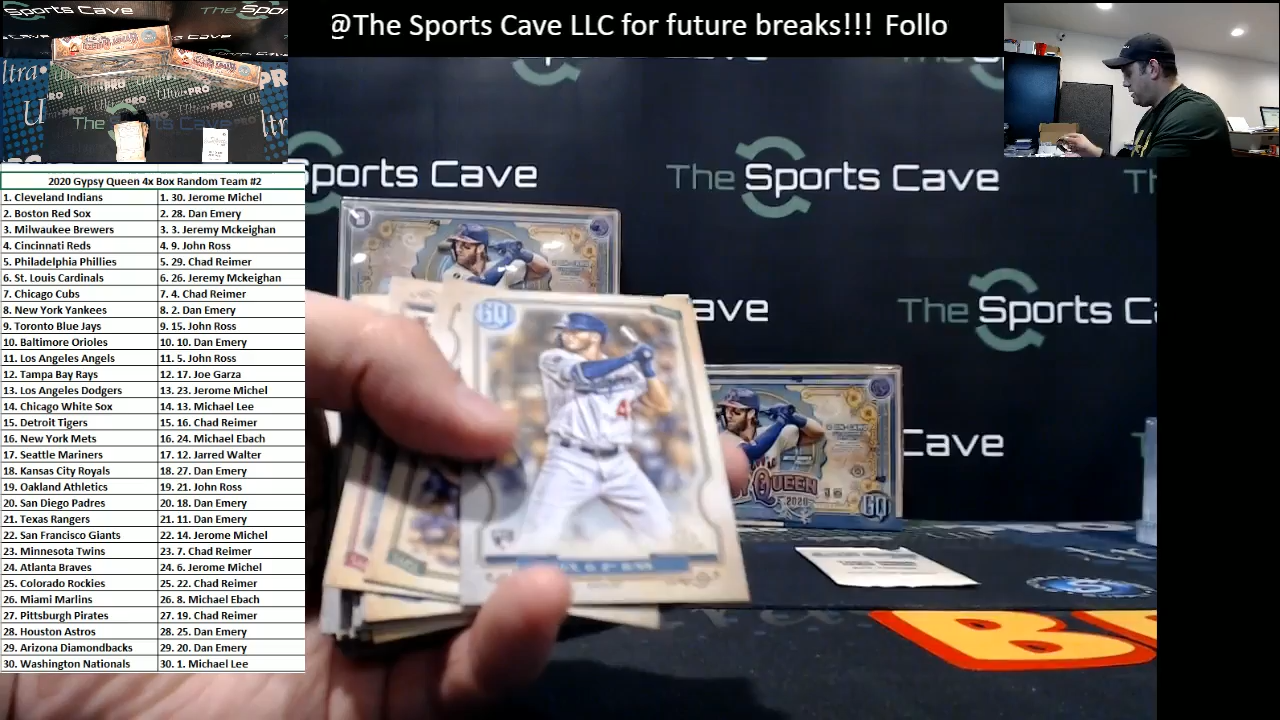 @The Sports Cave LLC for future breaks!!! Follo
The Spor
Sports Cave
ltra
PRO
The Sports Cave
2020 Gypsy Queen 4x Box Random Team #2
1. Cleveland Indians 1. 30. Jerome Michel
2. Boston Red Sox 2. 28. Dan Emery
3. Milwaukee Brewers 3. 3. Jeremy Mckeighan
4. Cincinnati Reds 4. 9. John Ross
5. Philadelphia Phillies 5. 29. Chad Reimer
6. St. Louis Cardinals 6. 26. Jeremy Mckeighan
7. Chicago Cubs 7. 4. Chad Reimer
8. New York Yankees 8. 2. Dan Emery
9. Toronto Blue Jays 9. 15. John Ross
10. Baltimore Orioles 10. 10. Dan Emery
11. Los Angeles Angels 11. 5. John Ross
12. Tampa Bay Rays 12. 17. Joe Garza
13. Los Angeles Dodgers 13. 23. Jerome Michel
14. Chicago White Sox 14. 13. Michael Lee
15. Detroit Tigers 15. 16. Chad Reimer
16. New York Mets 16. 24. Michael Ebach
17. Seattle Mariners 17. 12. Jarred Walter
18. Kansas City Royals 18. 27. Dan Emery
19. Oakland Athletics 19. 21. John Ross
20. San Diego Padres 20. 18. Dan Emery
21. Texas Rangers 21. 11. Dan Emery
22. San Francisco Giants 22. 14. Jerome Michel
23. Minnesota Twins 23. 7. Chad Reimer
24. Atlanta Braves 24. 6. Jerome Michel
25. Colorado Rockies 25. 22. Chad Reimer
26. Miami Marlins 26. 8. Michael Ebach
27. Pittsburgh Pirates 27. 19. Chad Reimer
28. Houston Astros 28. 25. Dan Emery
29. Arizona Diamondbacks 29. 20. Dan Emery
30. Washington Nationals 30. 1. Michael Lee
Sports Cave
The Sports Cave
Th
ave
The Sports C
Cave
GQ
QUEEN
2020
GQ